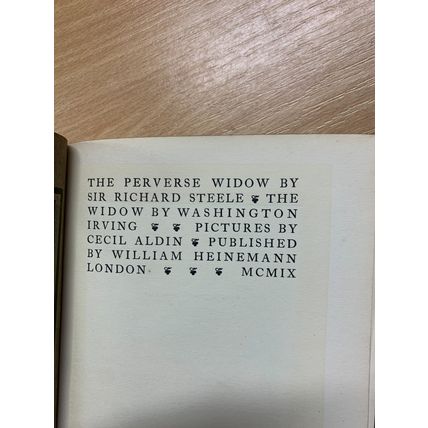 THE PERVERSE WIDOW BY
SIR RICHARD STEELE ❦ THE
WIDOW BY WASHINGTON
IRVING ❦ ❦ PICTURES BY
CECIL ALDIN ❦ PUBLISHED
BY WILLIAM HEINEMANN
LONDON ❦ ❦ ❦ MCMIX